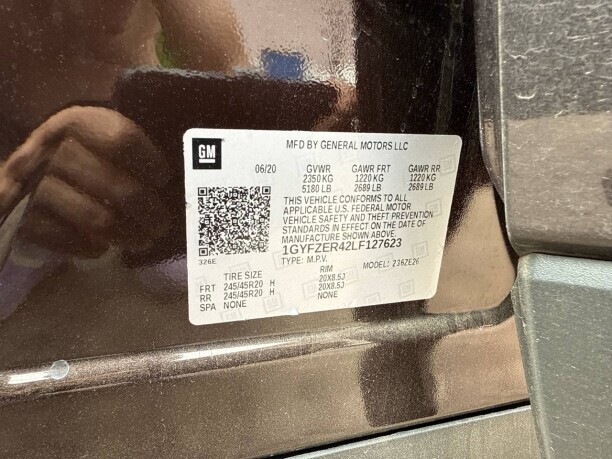 GM
MFD BY GENERAL MOTORS LLC
06/20 GVWR GAWR FRT GAWR RR
2350 KG 1220 KG 1220 KG
5180 LB 2689 LB 2689 LB
THIS VEHICLE CONFORMS TO ALL
APPLICABLE U.S. FEDERAL MOTOR
VEHICLE SAFETY AND THEFT PREVENTION
STANDARDS IN EFFECT ON THE DATE OF
MANUFACTURE SHOWN ABOVE.
1GYFZER42LF127623
326E
TYPE: M.P.V. MODEL: 236ZE26
TIRE SIZE RIM
FRT 245/45R20 H 20X8.5J
RR 245/45R20 H 20X8.5J
SPA NONE NONE